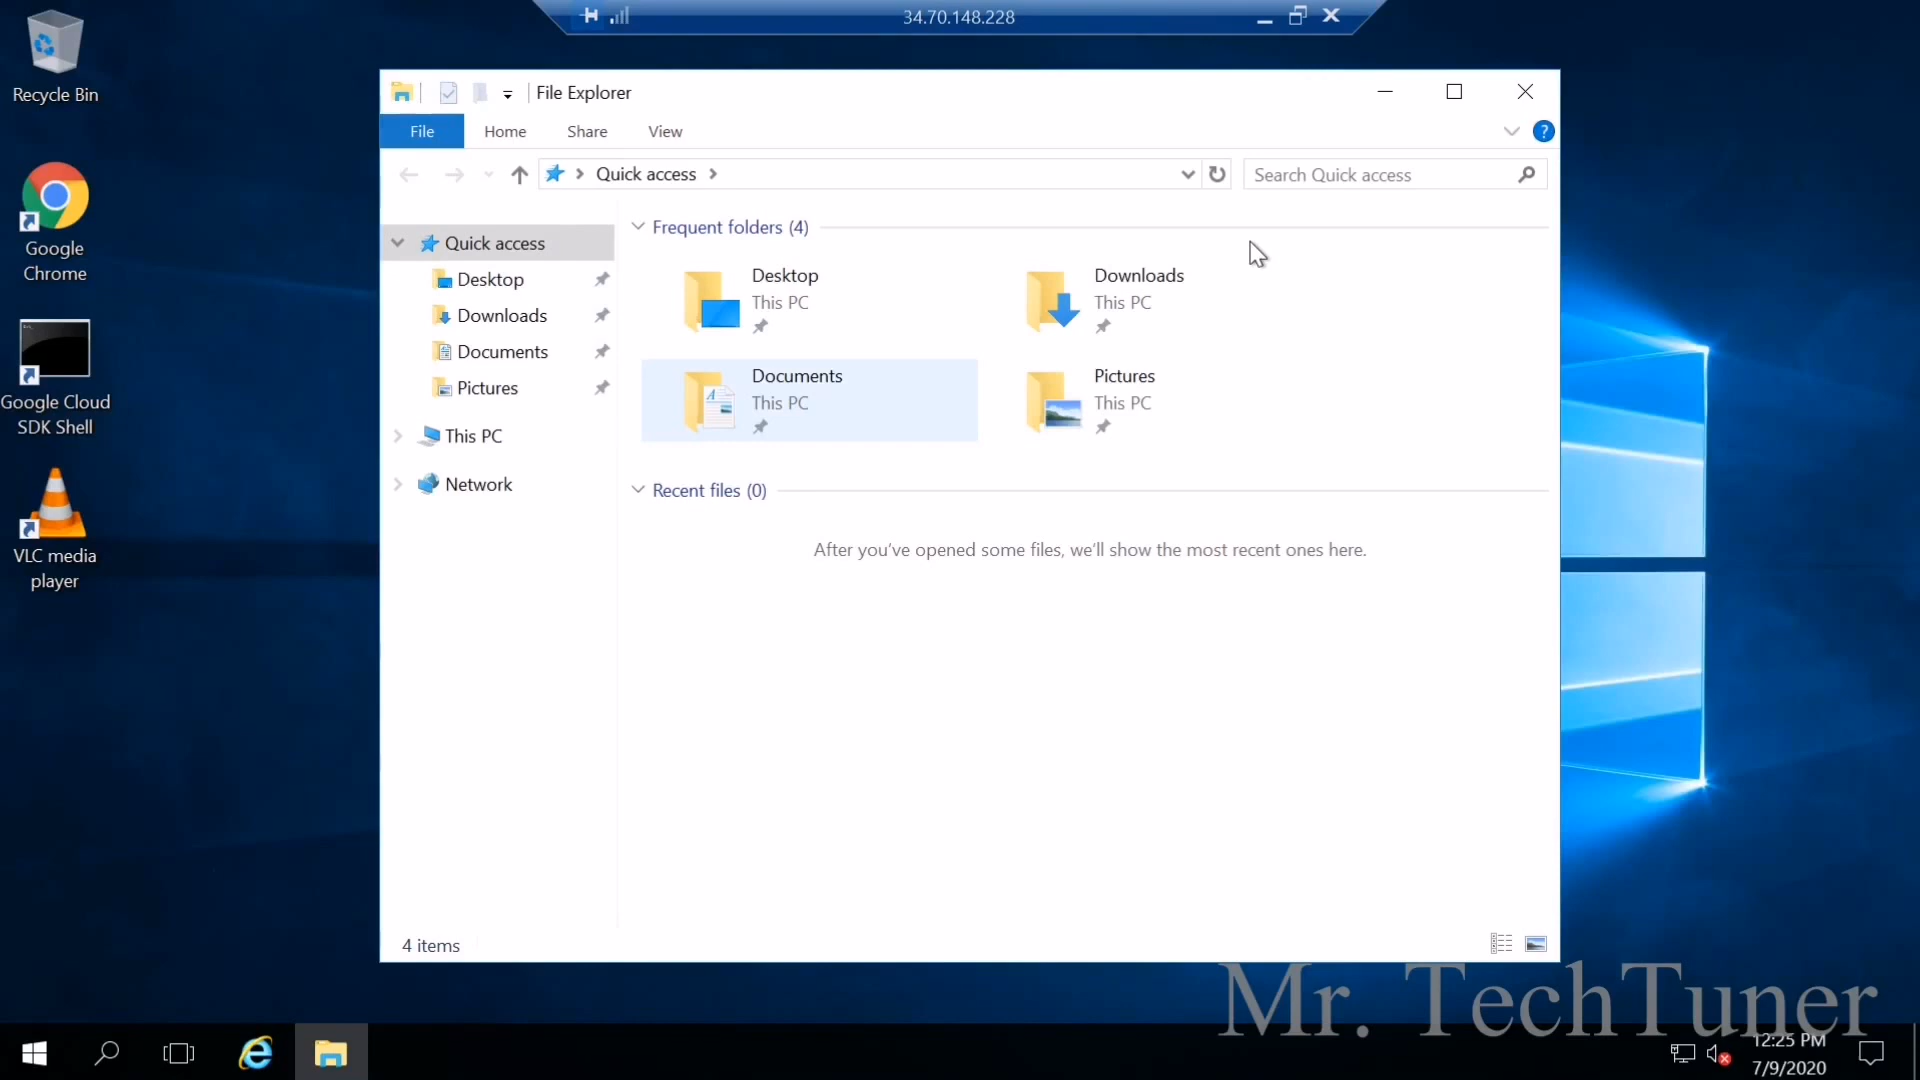 34.70.148.228
Recycle Bin
Google
Chrome
Google Cloud
SDK Shell
VLC media
player
File Explorer
File
Home
Share
View
?
Quick access
Search Quick access
Quick access
Desktop
Downloads
Documents
Pictures
This PC
Network
Frequent folders (4)
Desktop
This PC
Downloads
This PC
Documents
This PC
Pictures
This PC
Recent files (0)
After you've opened some files, we'll show the most recent ones here.
4 items
Mr. TechTuner
12:25 PM
7/9/2020